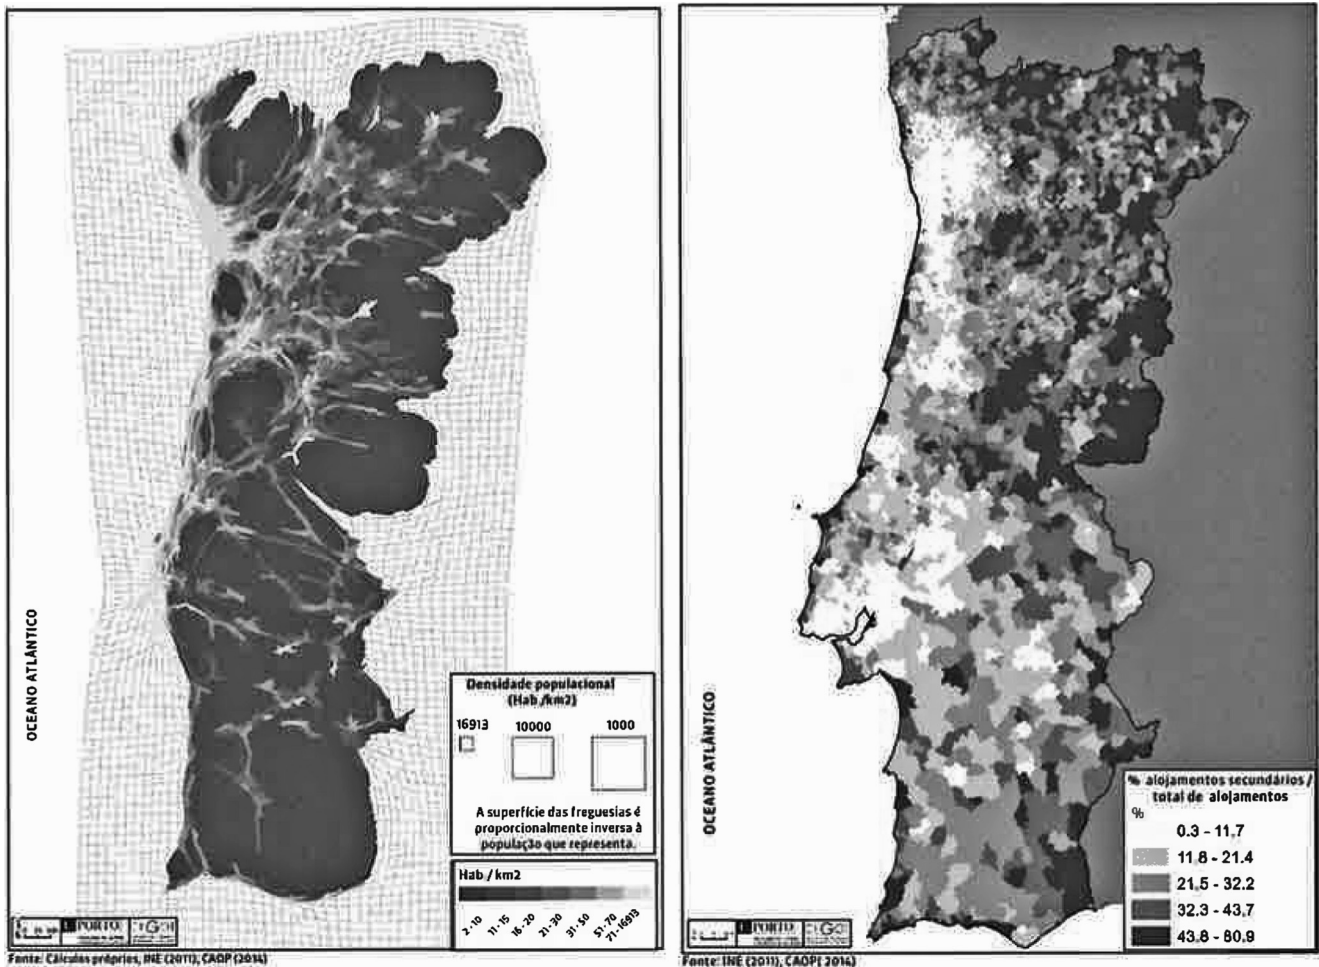 OCEANO ATLÂNTICO
Densidade populacional
(Hab./km2)
16913 10000 1000
A superfície das freguesias é
proporcionalmente inversa à
população que representa.
Hab./km2
2-10 11-15 16-20 21-30 31-50 51-70 71-16913
PORTO
Fonte: Cálculos próprios, INE (2011), CAOP (2014)
OCEANO ATLÂNTICO
% alojamentos secundários /
total de alojamentos
%
0.3 - 11.7
11.8 - 21.4
21.5 - 32.2
32.3 - 43.7
43.8 - 80.9
PORTO
Fonte: INE (2011), CAOP( 2014)